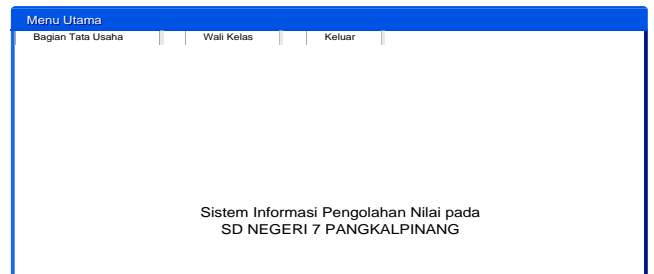 Menu Utama
Bagian Tata Usaha Wali Kelas Keluar
Sistem Informasi Pengolahan Nilai pada
SD NEGERI 7 PANGKALPINANG